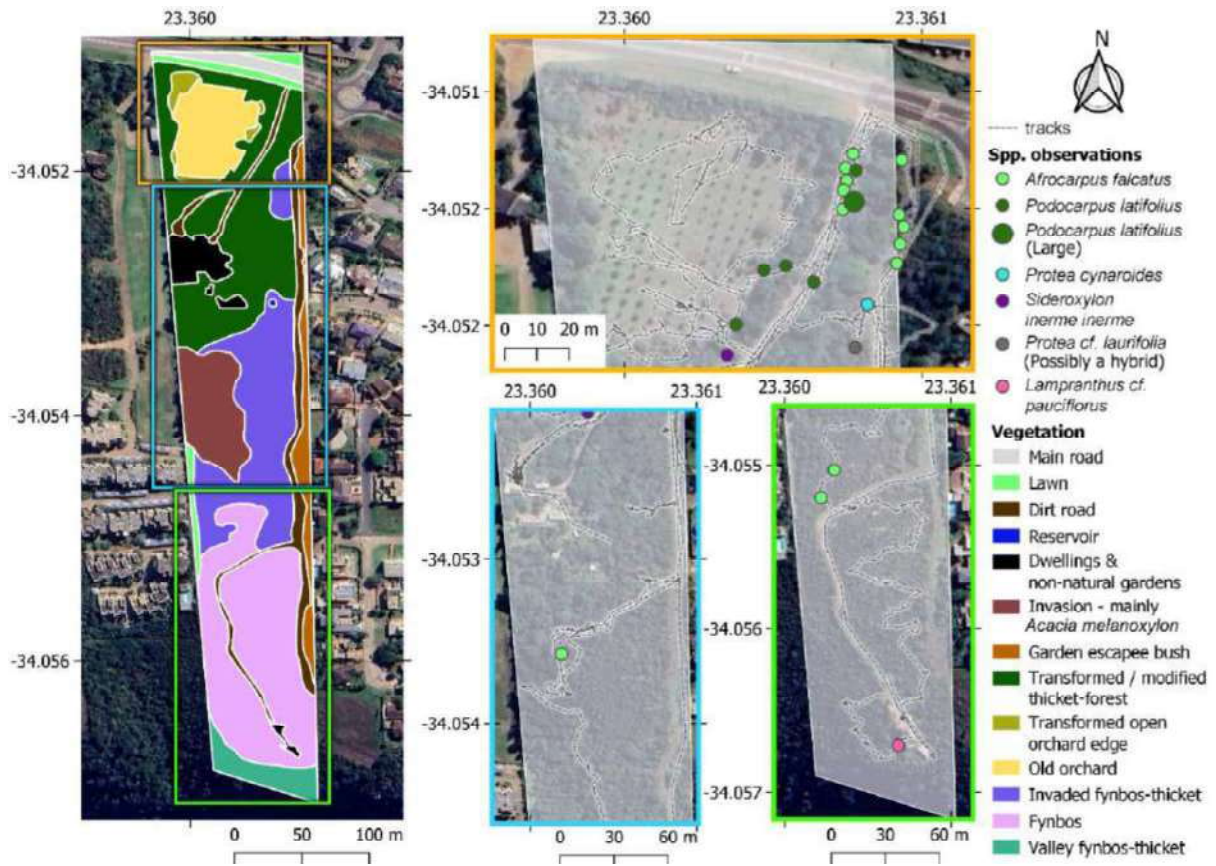 23.360
23.360
23.361
-34.052
-34.054
-34.056
0 50 100 m
-34.051
-34.052
-34.052
0 10 20 m
23.360
23.361
-34.053
-34.053
-34.054
0 30 60 m
23.360
23.361
-34.055
-34.056
-34.057
0 30 60 m
N
tracks
Spp. observations
Afrocarpus falcatus
Podocarpus latifolius
Podocarpus latifolius
(Large)
Protea cynaroides
Sideroxylon
inerme inerme
Protea cf. laurifolia
(Possibly a hybrid)
Lampranthus cf.
pauciflorus
Vegetation
Main road
Lawn
Dirt road
Reservoir
Dwellings &
non-natural gardens
Invasion - mainly
Acacia melanoxylon
Garden escapee bush
Transformed / modified
thicket-forest
Transformed open
orchard edge
Old orchard
Invaded fynbos-thicket
Fynbos
Valley fynbos-thicket